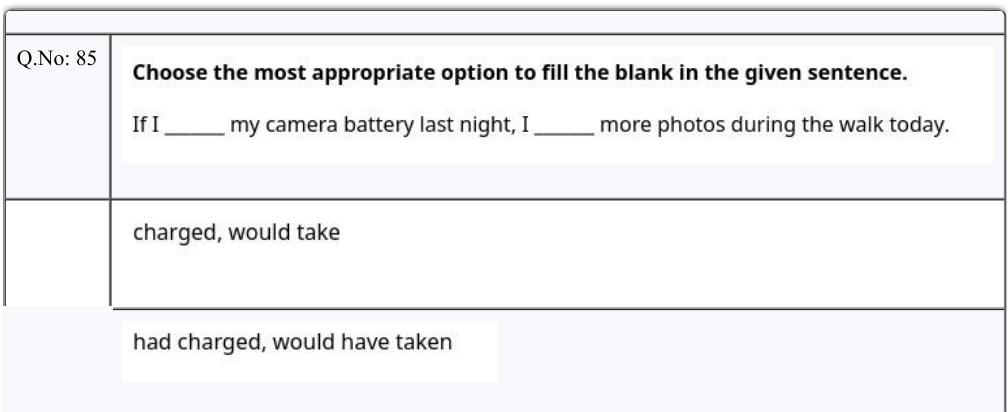 Q.No: 85
Choose the most appropriate option to fill the blank in the given sentence.
If I ______ my camera battery last night, I ______ more photos during the walk today.
charged, would take
had charged, would have taken